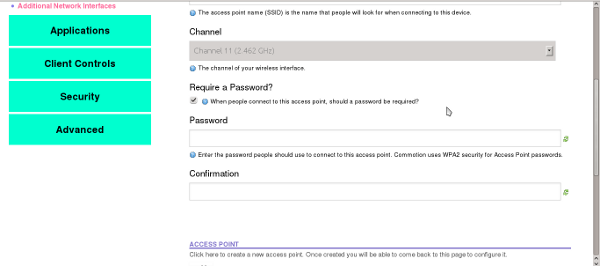 Additional Network Interfaces
Applications
Client Controls
Security
Advanced
The access point name (SSID) is the name that people will look for when connecting to this device.
Channel
Channel 11 (2.462 GHz)
The channel of your wireless interface.
Require a Password?
When people connect to this access point, should a password be required?
Password
Enter the password people should use to connect to this access point. Commotion uses WPA2 security for Access Point passwords.
Confirmation
ACCESS POINT
Click here to create a new access point. Once created you will be able to come back to this page to configure it.